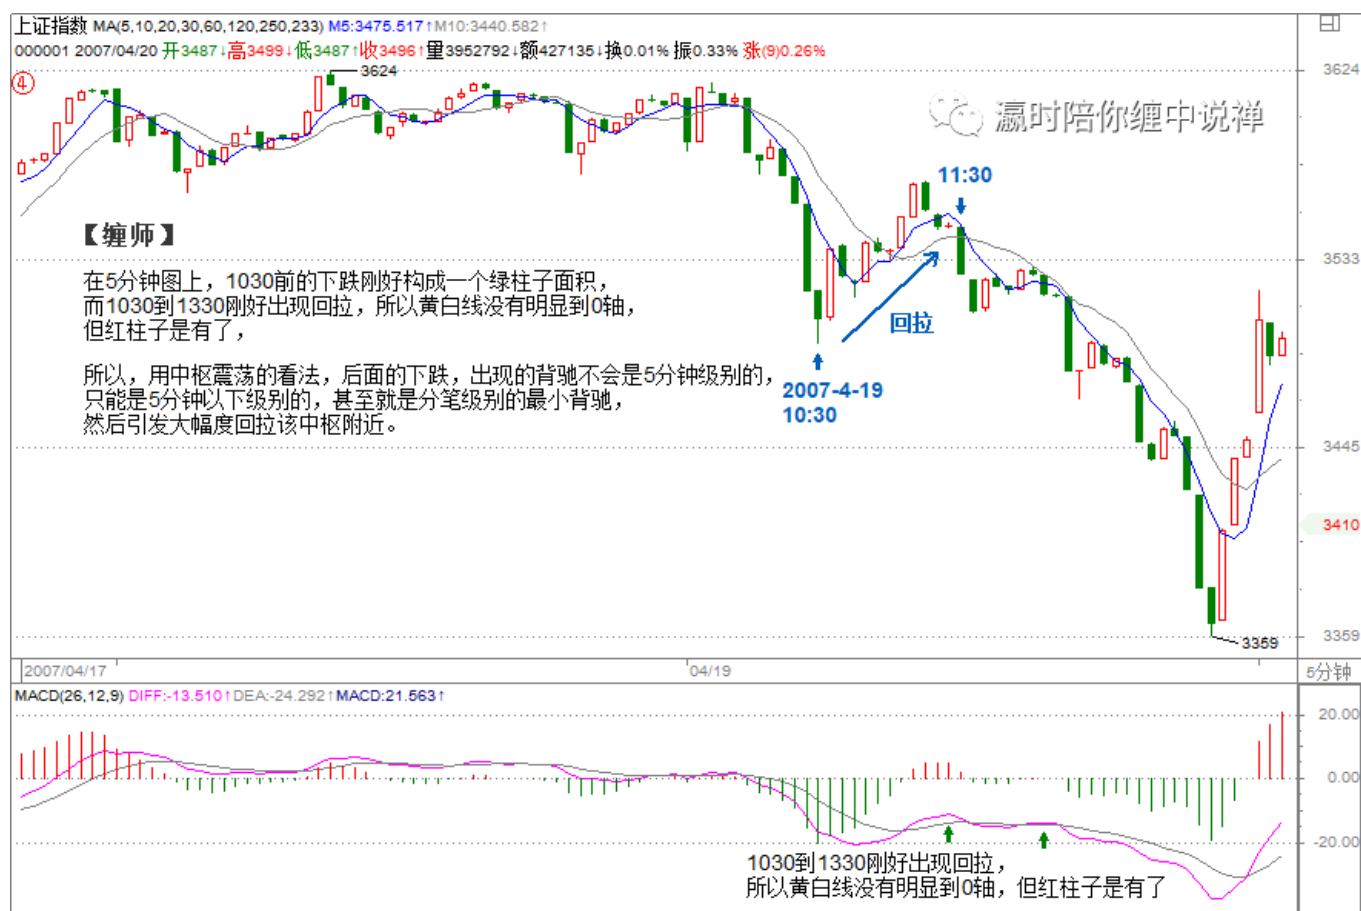 上证指数 MA(5,10,20,30,60,120,250,233) M5:3475.517↑M10:3440.582↑
000001 2007/04/20 开3487↓高3499↓低3487↑收3496↑量3952792↓额427135↓换0.01% 振0.33% 涨(9)0.26%
④
3624
3624
瀛时陪你缠中说禅
11:30
【缠师】
3533
在5分钟图上，1030前的下跌刚好构成一个绿柱子面积，
而1030到1330刚好出现回拉，所以黄白线没有明显到0轴，
但红柱子是有了，
回拉
所以，用中枢震荡的看法，后面的下跌，出现的背驰不会是5分钟级别的，
只能是5分钟以下级别的，甚至就是分笔级别的最小背驰，
然后引发大幅度回拉该中枢附近。
2007-4-19
10:30
3445
3410
3359
3359
2007/04/17
04/19
5分钟
MACD(26,12,9) DIFF:-13.510↑DEA:-24.292↑MACD:21.563↑
20.00
0.00
-20.00
1030到1330刚好出现回拉，
所以黄白线没有明显到0轴，但红柱子是有了